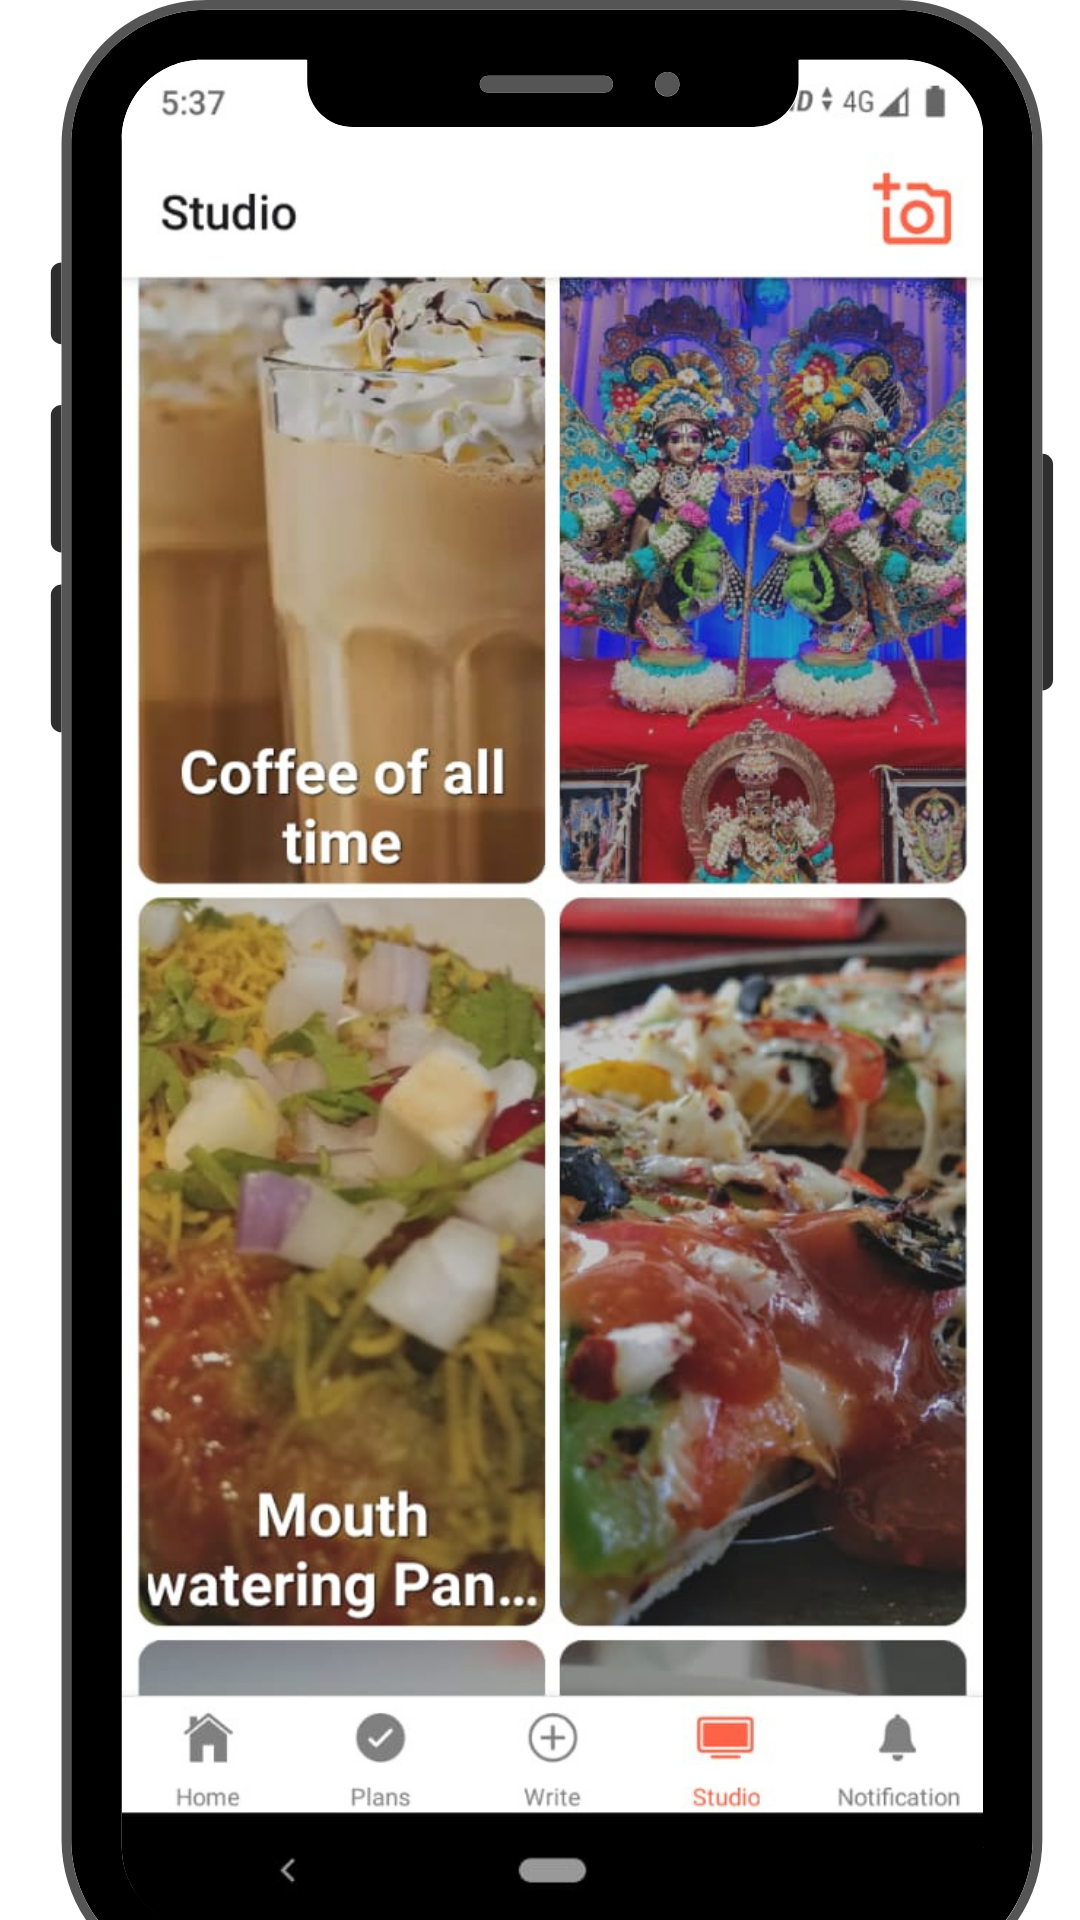 5:37
4G
Studio
Coffee of all
time
Mouth
watering Pan...
Home
Plans
Write
Studio
Notification